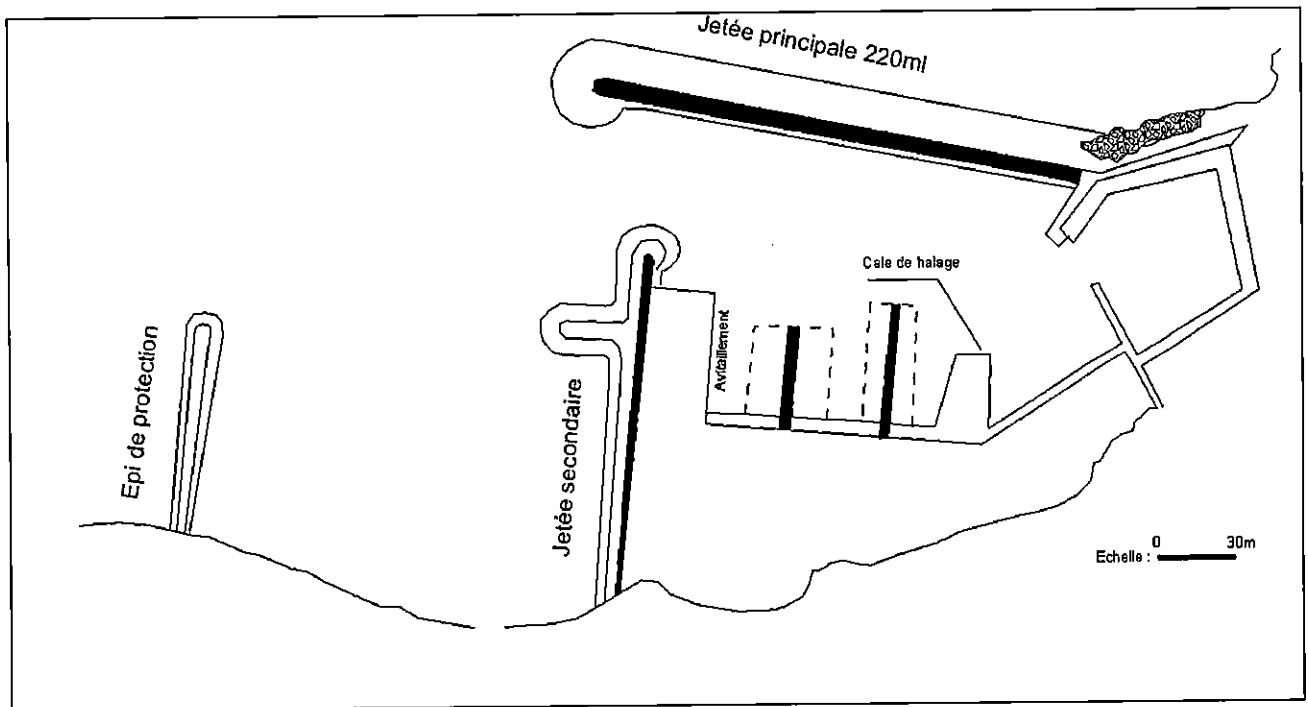 Jetée principale 220ml
Cale de halage
Avitaillement
Epi de protection
Jetée secondaire
0 30m
Echelle :